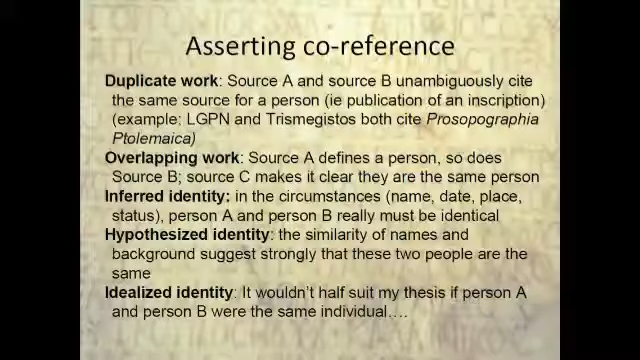 Asserting co-reference
Duplicate work: Source A and source B unambiguously cite
the same source for a person (ie publication of an inscription)
(example: LGPN and Trismegistos both cite Prosopographia
Ptolemaica)
Overlapping work: Source A defines a person, so does
Source B; source C makes it clear they are the same person
Inferred identity: in the circumstances (name, date, place,
status), person A and person B really must be identical
Hypothesized identity: the similarity of names and
background suggest strongly that these two people are the
same
Idealized identity: It wouldn't half suit my thesis if person A
and person B were the same individual….